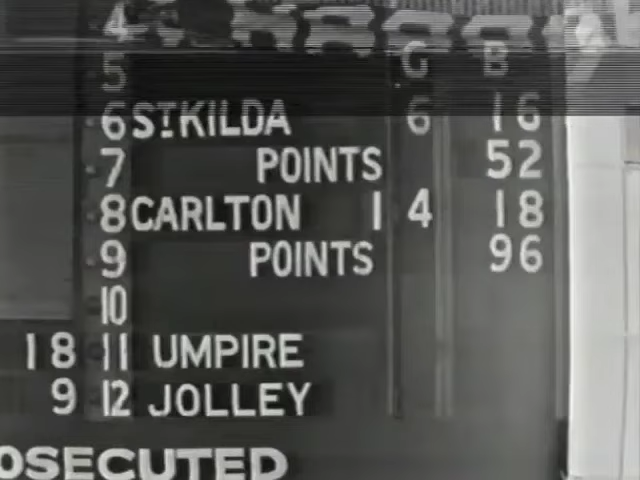 4
G B
5
6 ST KILDA 6 16
7 POINTS 52
8 CARLTON 14 18
9 POINTS 96
10
18 11 UMPIRE
9 12 JOLLEY
OSECUTED